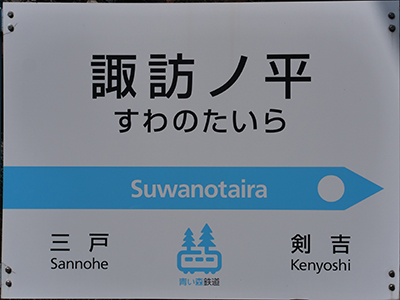 諏訪ノ平
すわのたいら
Suwanotaira
三戸
Sannohe
剣吉
Kenyoshi
青い森鉄道